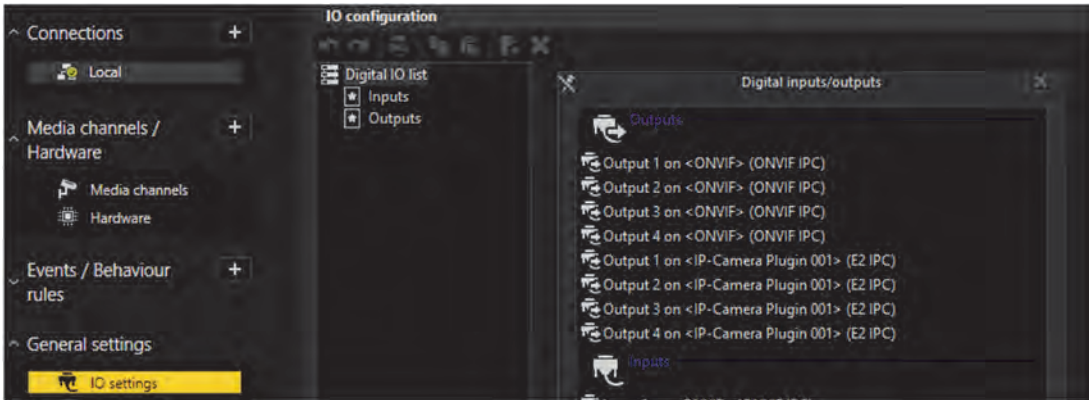 IO configuration
Connections +
Local
Media channels / +
Hardware
Media channels
Hardware
Events / Behaviour +
rules
General settings
IO settings
Digital IO list
Inputs
Outputs
Digital inputs/outputs
Outputs
Output 1 on <ONVIF> (ONVIF IPC)
Output 2 on <ONVIF> (ONVIF IPC)
Output 3 on <ONVIF> (ONVIF IPC)
Output 4 on <ONVIF> (ONVIF IPC)
Output 1 on <IP-Camera Plugin 001> (E2 IPC)
Output 2 on <IP-Camera Plugin 001> (E2 IPC)
Output 3 on <IP-Camera Plugin 001> (E2 IPC)
Output 4 on <IP-Camera Plugin 001> (E2 IPC)
Inputs